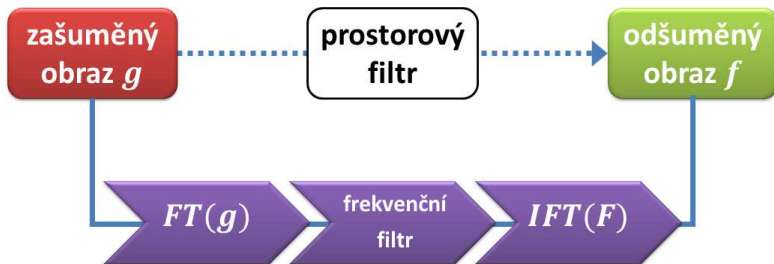 zašuměný
obraz g
prostorový
filtr
odšuměný
obraz f
FT(g)
frekvenční
filtr
IFT(F)